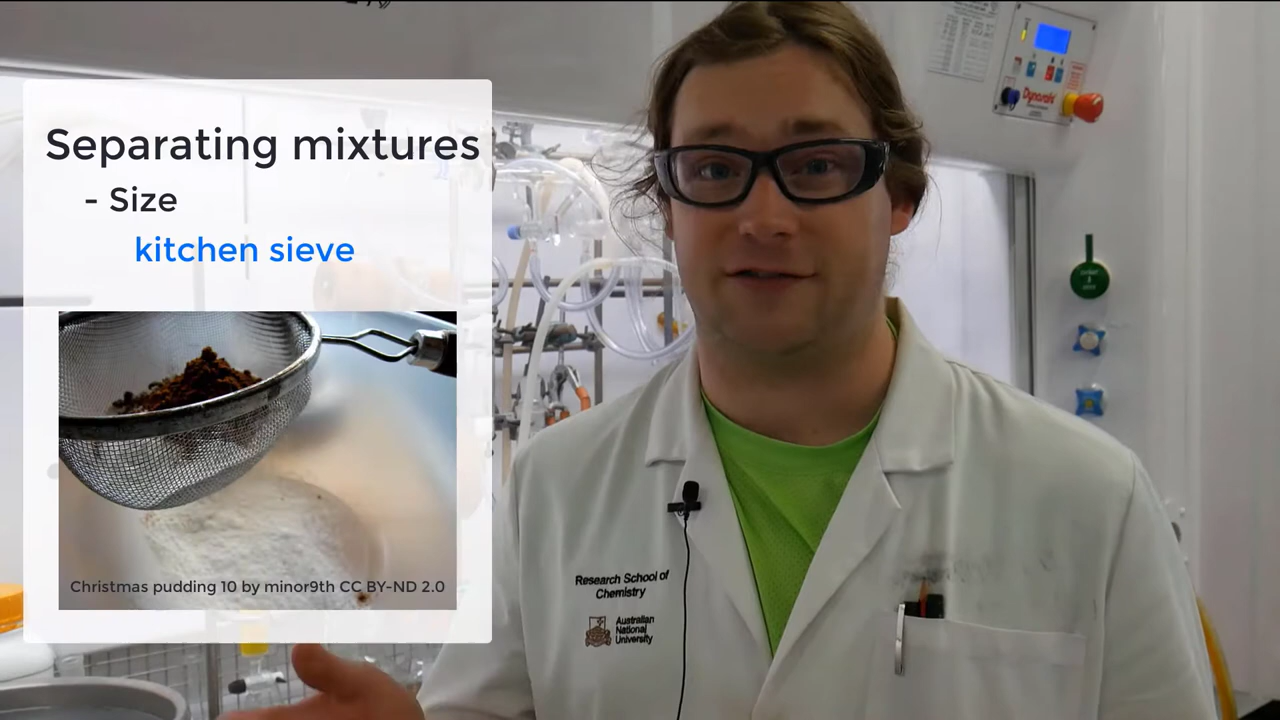 Separating mixtures
- Size
kitchen sieve
Christmas pudding 10 by minor9th CC BY-ND 2.0
Dynavahr
Research School of
Chemistry
Australian
National
University